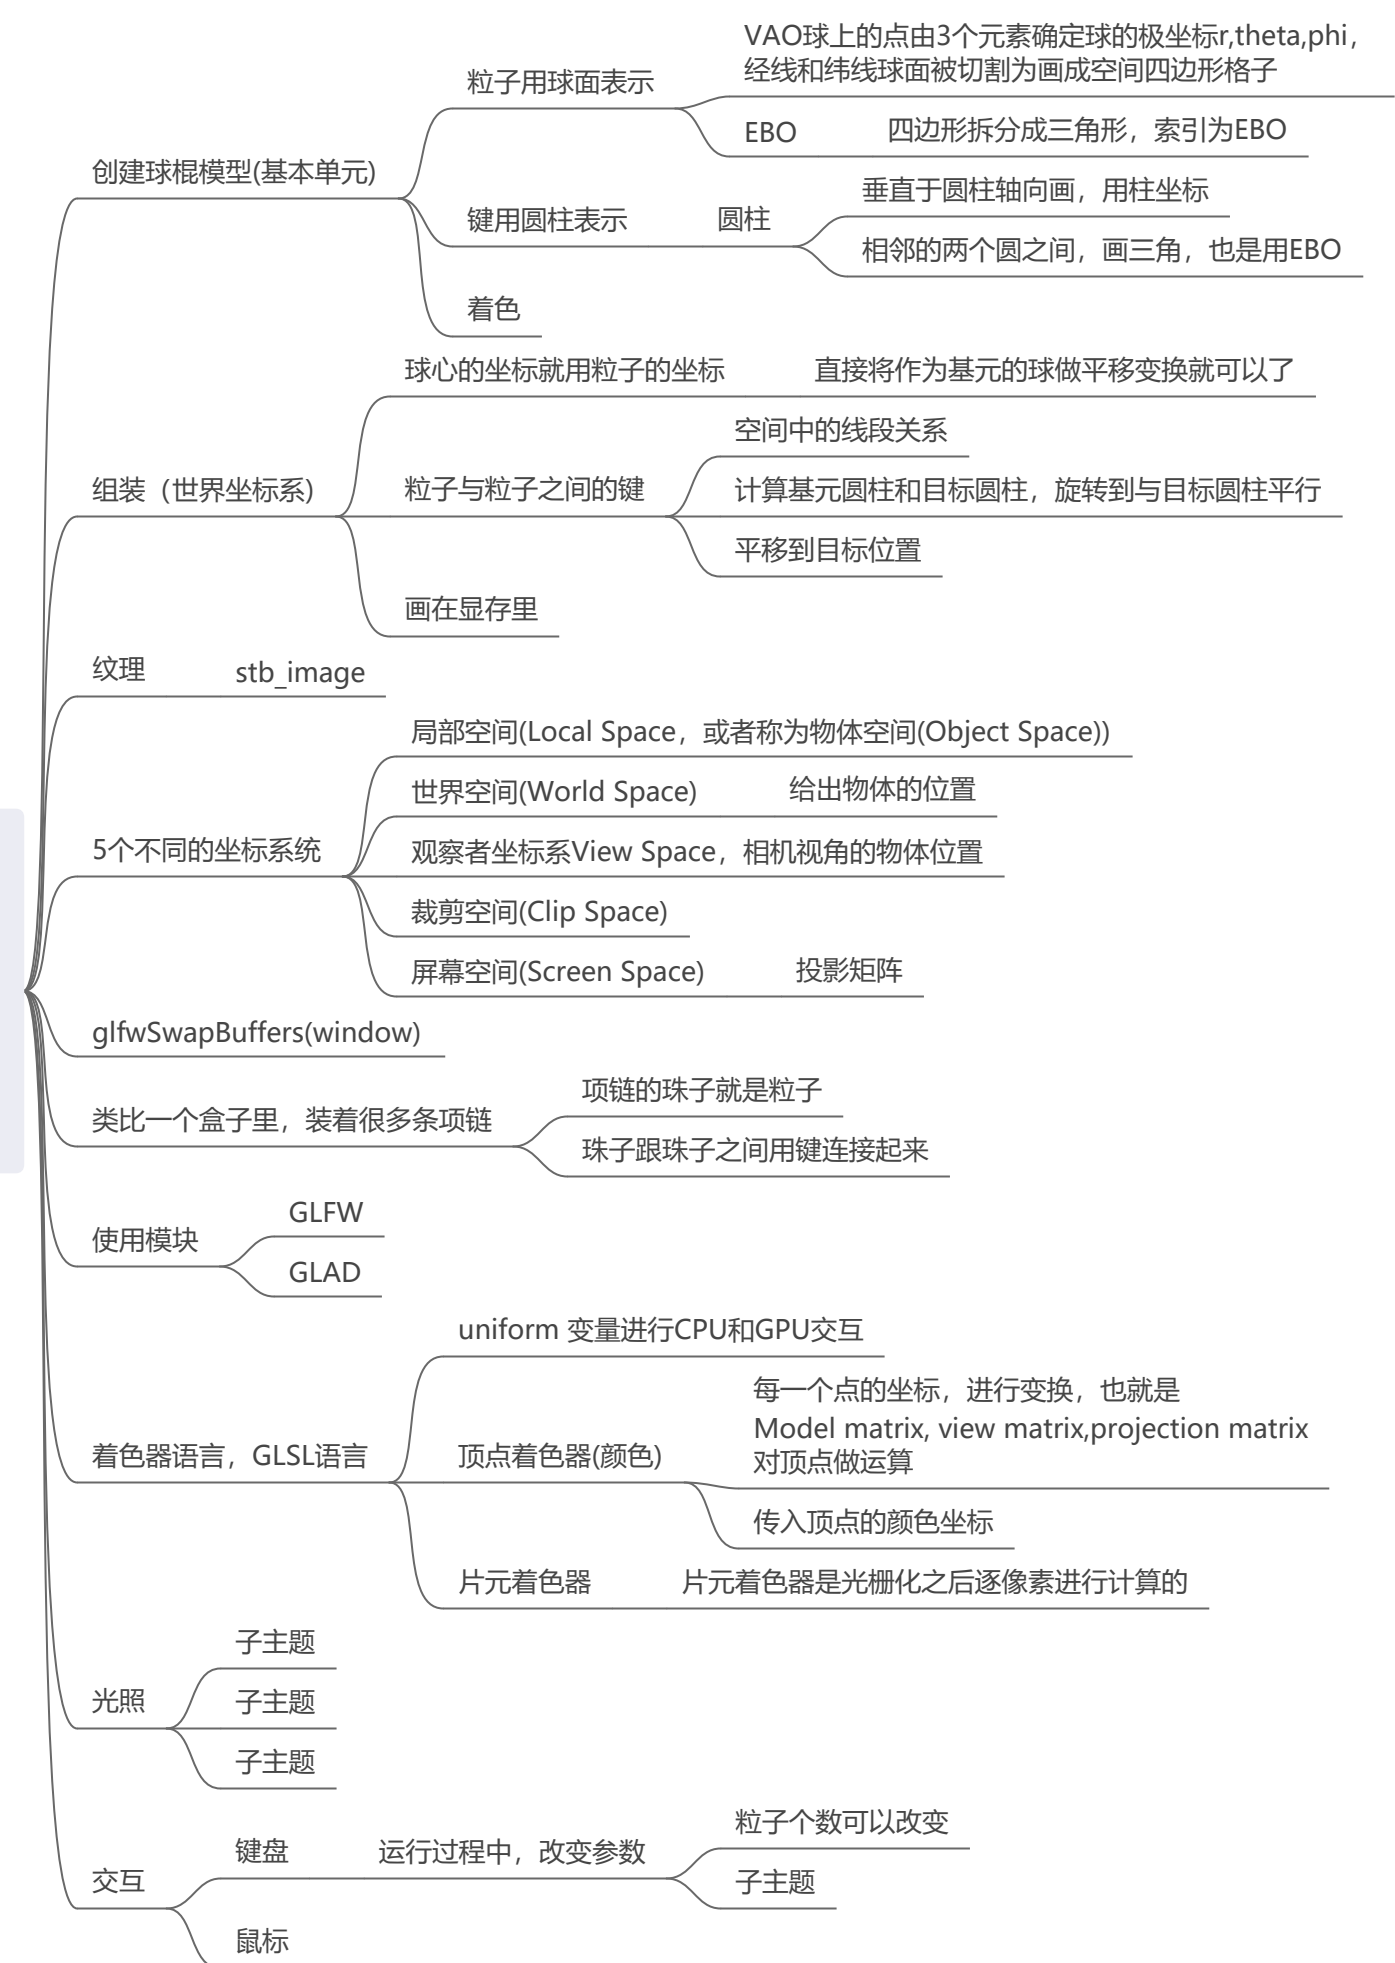 VAO球上的点由3个元素确定球的极坐标r,theta,phi，
经线和纬线球面被切割为画成空间四边形格子
粒子用球面表示
EBO
四边形拆分成三角形，索引为EBO
创建球棍模型(基本单元)
垂直于圆柱轴向画，用柱坐标
键用圆柱表示
圆柱
相邻的两个圆之间，画三角，也是用EBO
着色
球心的坐标就用粒子的坐标
直接将作为基元的球做平移变换就可以了
空间中的线段关系
组装（世界坐标系)
粒子与粒子之间的键
计算基元圆柱和目标圆柱，旋转到与目标圆柱平行
平移到目标位置
画在显存里
纹理
stb_image
局部空间(Local Space，或者称为物体空间(Object Space))
世界空间(World Space)
给出物体的位置
5个不同的坐标系统
观察者坐标系View Space，相机视角的物体位置
裁剪空间(Clip Space)
屏幕空间(Screen Space)
投影矩阵
glfwSwapBuffers(window)
项链的珠子就是粒子
类比一个盒子里，装着很多条项链
珠子跟珠子之间用键连接起来
GLFW
使用模块
GLAD
uniform 变量进行CPU和GPU交互
每一个点的坐标，进行变换，也就是
Model matrix, view matrix,projection matrix
对顶点做运算
着色器语言，GLSL语言
顶点着色器(颜色)
传入顶点的颜色坐标
片元着色器
片元着色器是光栅化之后逐像素进行计算的
子主题
光照
子主题
子主题
粒子个数可以改变
键盘
运行过程中，改变参数
子主题
交互
鼠标